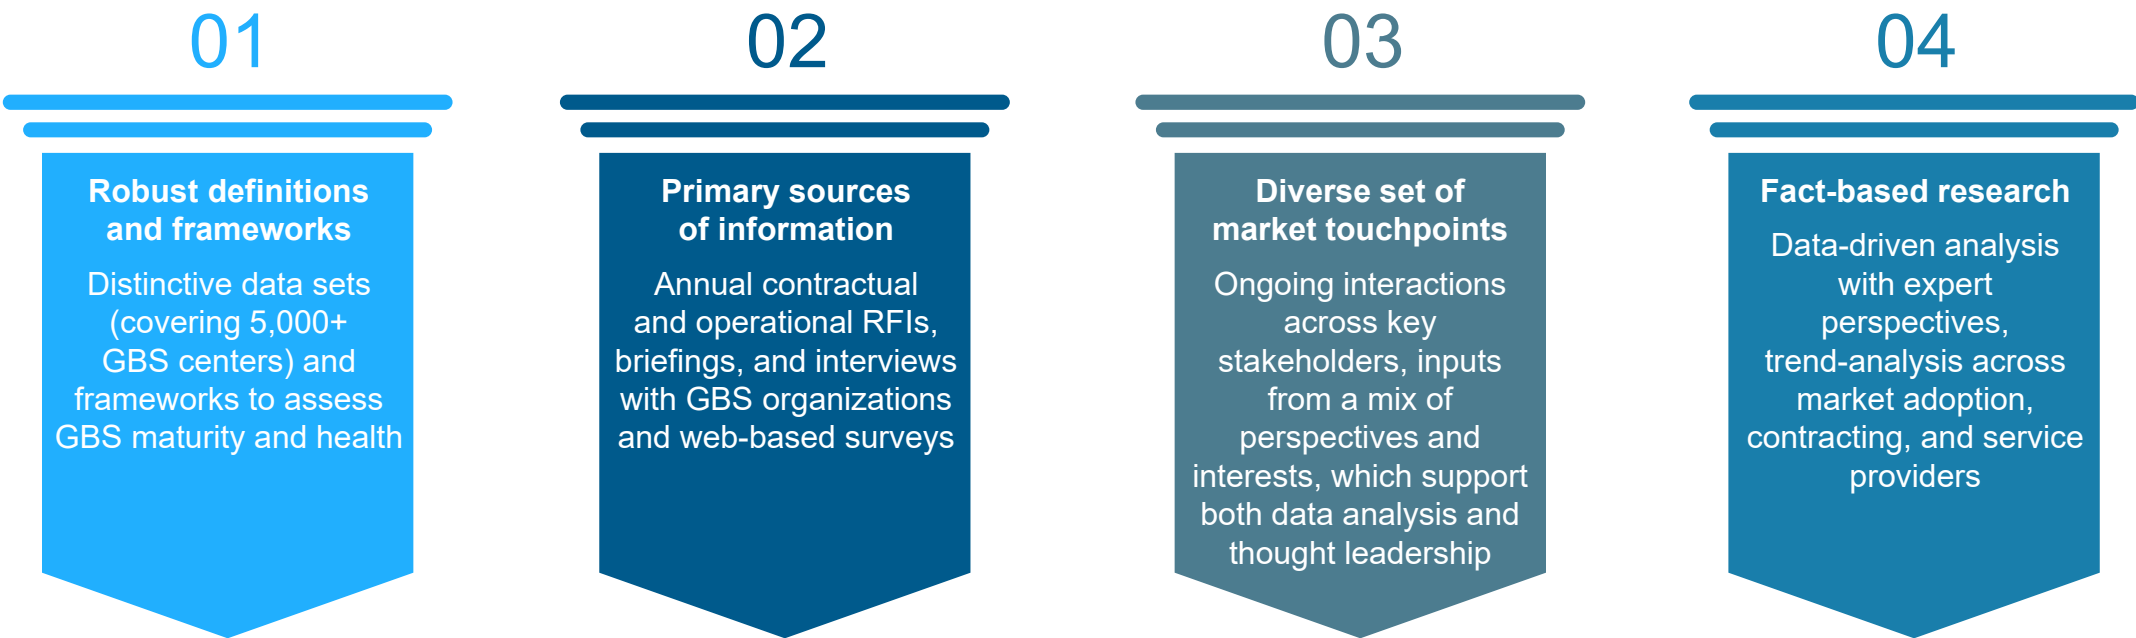 01
Robust definitions
and frameworks
Distinctive data sets
(covering 5,000+
GBS centers) and
frameworks to assess
GBS maturity and health
02
Primary sources
of information
Annual contractual
and operational RFIs,
briefings, and interviews
with GBS organizations
and web-based surveys
03
Diverse set of
market touchpoints
Ongoing interactions
across key
stakeholders, inputs
from a mix of
perspectives and
interests, which support
both data analysis and
thought leadership
04
Fact-based research
Data-driven analysis
with expert
perspectives,
trend-analysis across
market adoption,
contracting, and service
providers